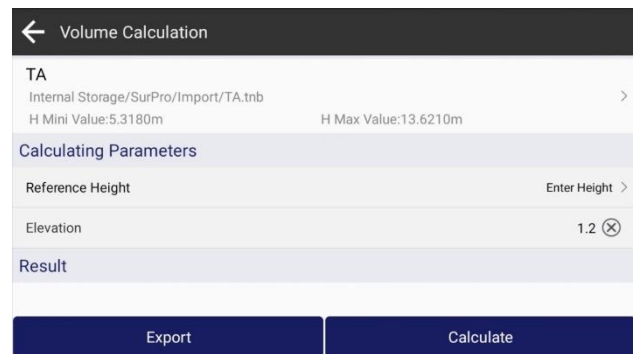 Volume Calculation
TA
Internal Storage/SurPro/Import/TA.tnb
H Mini Value:5.3180m H Max Value:13.6210m
Calculating Parameters
Reference Height Enter Height
Elevation 1.2
Result
Export Calculate